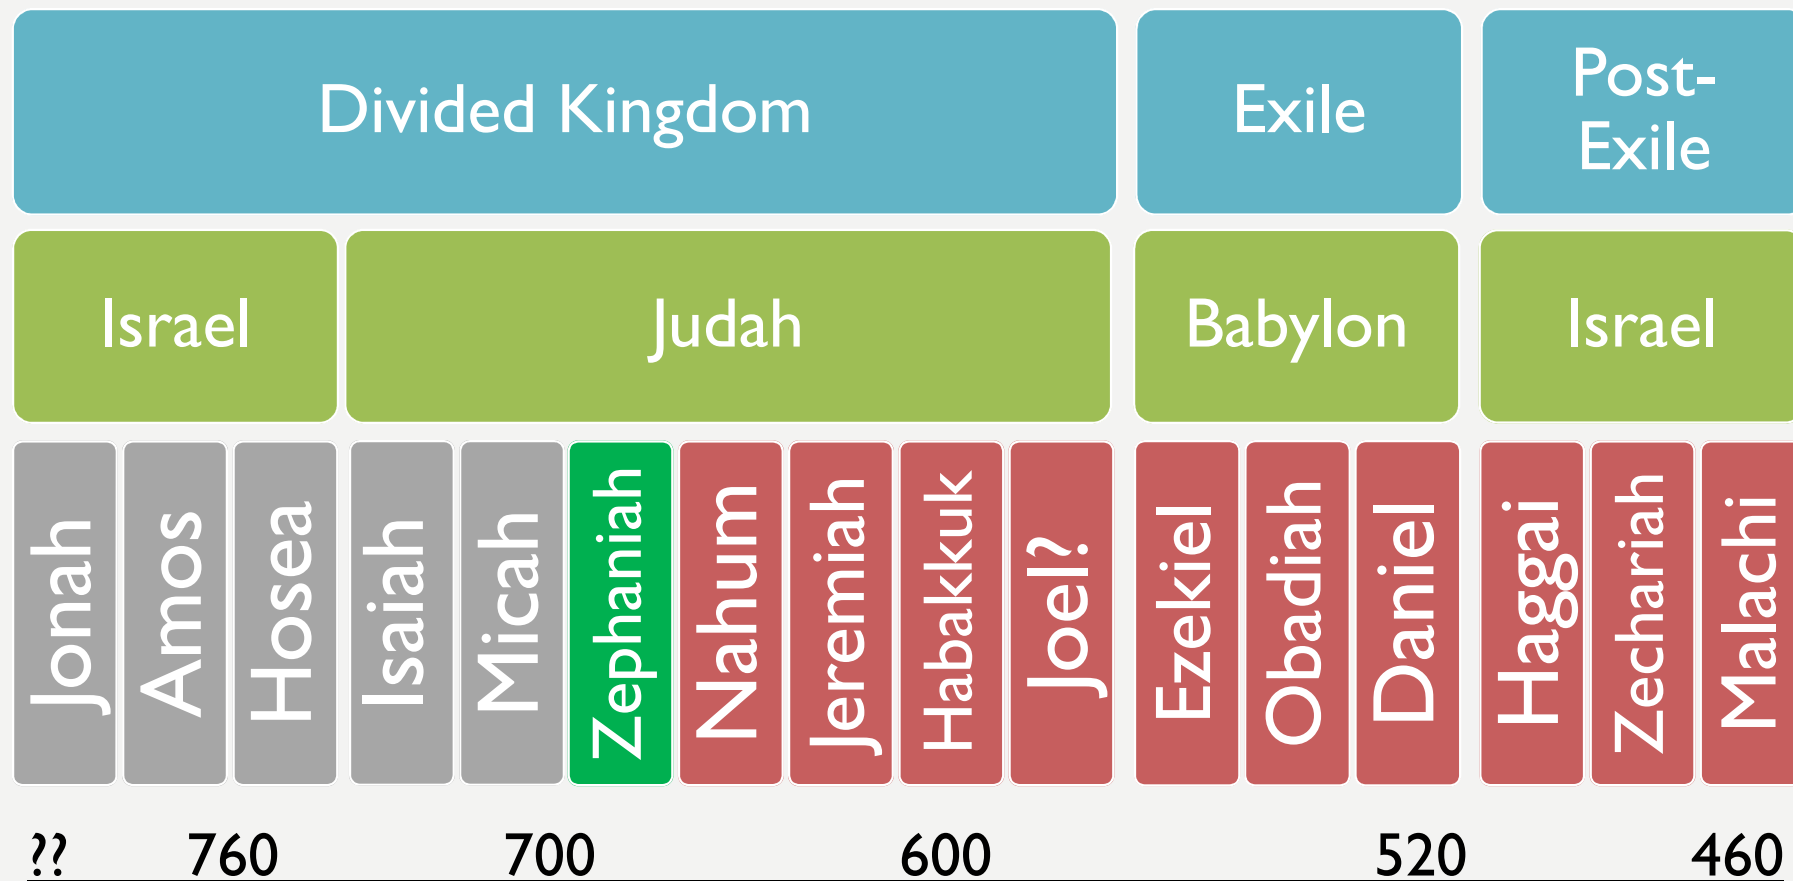 Divided Kingdom
Exile
Post-
Exile
Israel
Judah
Babylon
Israel
Jonah
Amos
Hosea
Isaiah
Micah
Zephaniah
Nahum
Jeremiah
Habakkuk
Joel?
Ezekiel
Obadiah
Daniel
Haggai
Zechariah
Malachi
?? 760 700 600 520 460